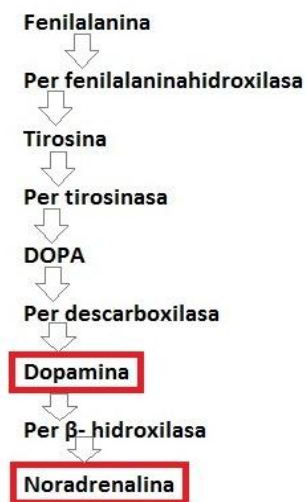 Fenilalanina
Per fenilalaninahidroxilasa
Tirosina
Per tirosinasa
DOPA
Per descarboxilasa
Dopamina
Per β- hidroxilasa
Noradrenalina